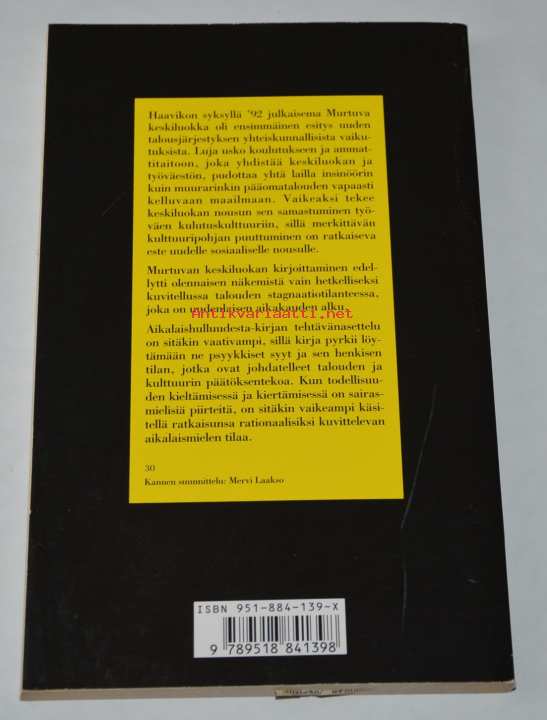 Haavikon syksyllä '92 julkaisema Murtuva
keskiluokka oli ensimmäinen esitys uuden
talousjärjestyksen yhteiskunnallisista vaiku-
tuksista. Luja usko koulutukseen ja ammat-
titaitoon, joka yhdistää keskiluokan ja
työväestön, pudottaa yhtä lailla insinöörin
kuin muurarinkin pääomatalouden vapaasti
kelluvaan maailmaan. Vaikeaksi tekee
keskiluokan nousun sen samastuminen työ-
väen kulutuskulttuuriin, sillä merkittävän
kulttuuripohjan puuttuminen on ratkaiseva
este uudelle sosiaaliselle nousulle.
Murtuvan keskiluokan kirjoittaminen edel-
lytti olennaisen näkemistä vain hetkelliseksi
kuvitellussa talouden stagnaatiotilanteessa,
joka on uudenlaisen aikakauden alku.
Antikvariaatti.net
Aikalaishulluudesta-kirjan tehtävänasettelu
on sitäkin vaativampi, sillä kirja pyrkii löy-
tämään ne psyykkiset syyt ja sen henkisen
tilan, jotka ovat johdatelleet talouden ja
kulttuurin päätöksentekoa. Kun todellisuu-
den kieltämisessä ja kiertämisessä on sairas-
mielisiä piirteitä, on sitäkin vaikeampi käsi-
tellä ratkaisunsa rationaalisiksi kuvittelevan
aikalaismielen tilaa.
30
Kannen suunnittelu: Mervi Laakso
ISBN 951-884-139-X
9 789518 841398